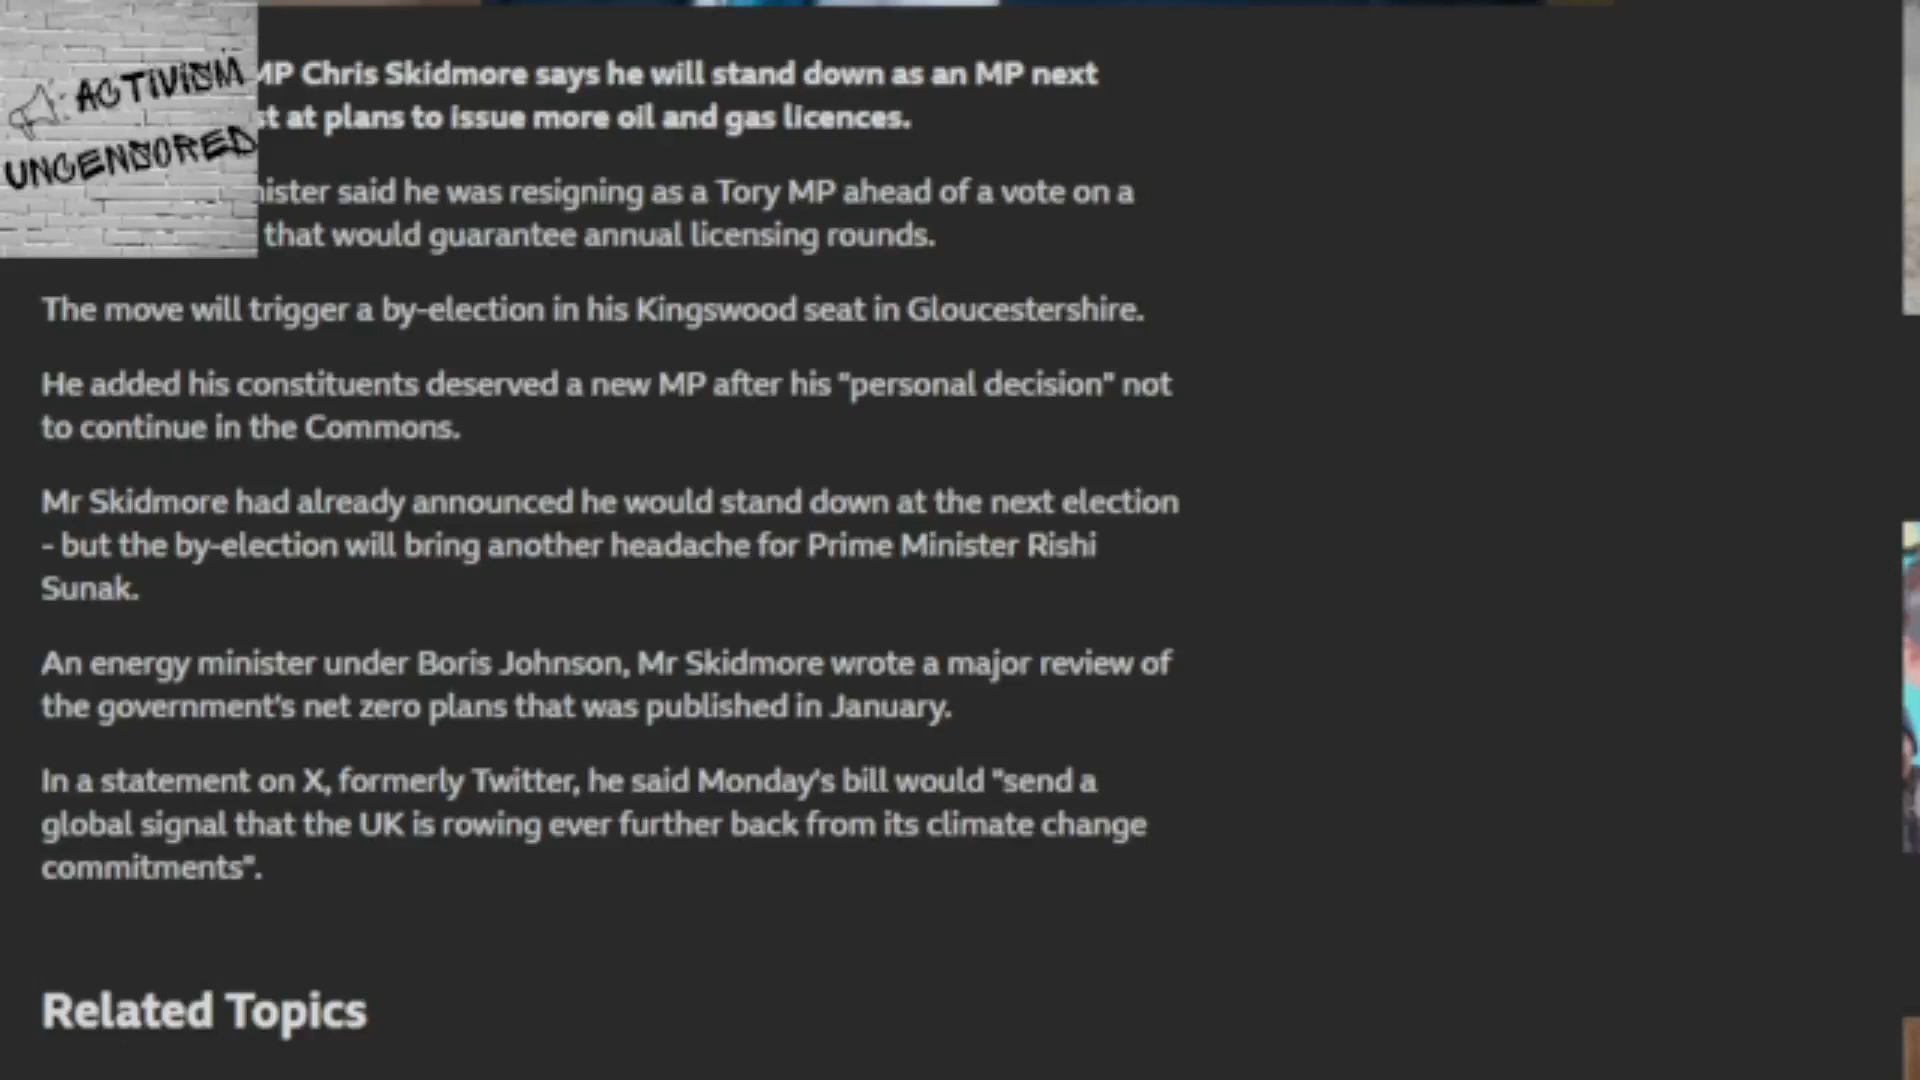 ACTIVISM
UNCENSORED
MP Chris Skidmore says he will stand down as an MP next
at plans to issue more oil and gas licences.
said he was resigning as a Tory MP ahead of a vote on a
that would guarantee annual licensing rounds.
The move will trigger a by-election in his Kingswood seat in Gloucestershire.
He added his constituents deserved a new MP after his "personal decision" not
to continue in the Commons.
Mr Skidmore had already announced he would stand down at the next election
- but the by-election will bring another headache for Prime Minister Rishi
Sunak.
An energy minister under Boris Johnson, Mr Skidmore wrote a major review of
the government's net zero plans that was published in January.
In a statement on X, formerly Twitter, he said Monday's bill would "send a
global signal that the UK is rowing ever further back from its climate change
commitments".
Related Topics